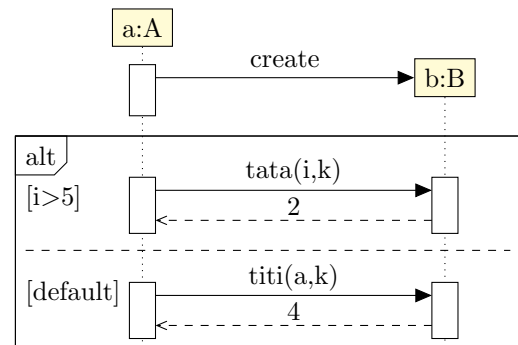 a:A
create
b:B
alt
tata(i,k)
[i>5]
2
titi(a,k)
[default]
4